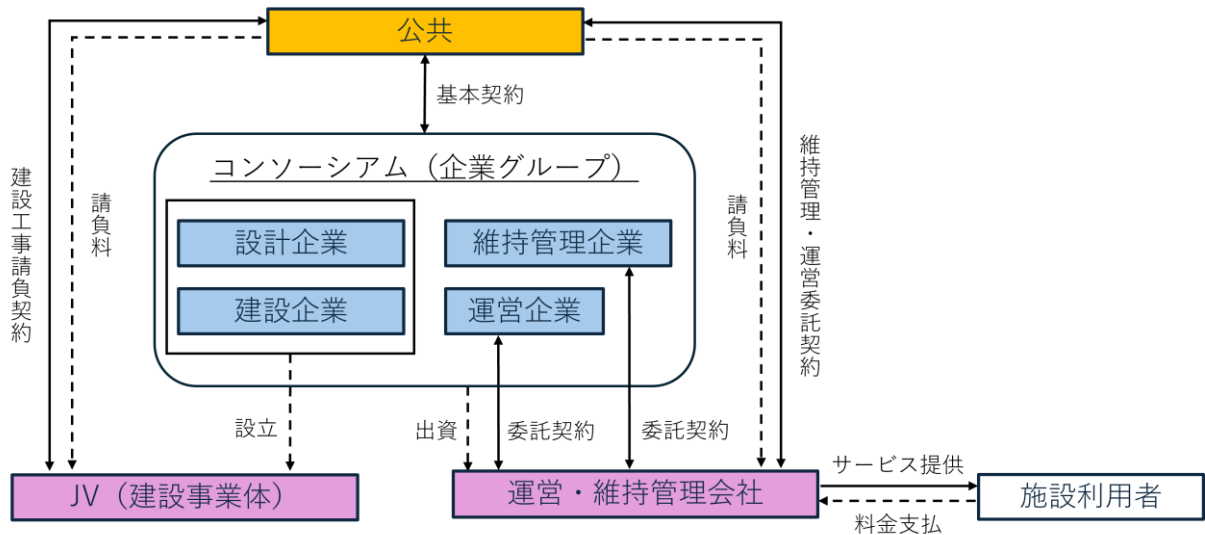 公共
基本契約
コンソーシアム（企業グループ）
設計企業
維持管理企業
建設企業
運営企業
建設工事請負契約
請負料
請負料
維持管理・運営委託契約
設立
出資
委託契約
委託契約
JV（建設事業体）
運営・維持管理会社
サービス提供
料金支払
施設利用者